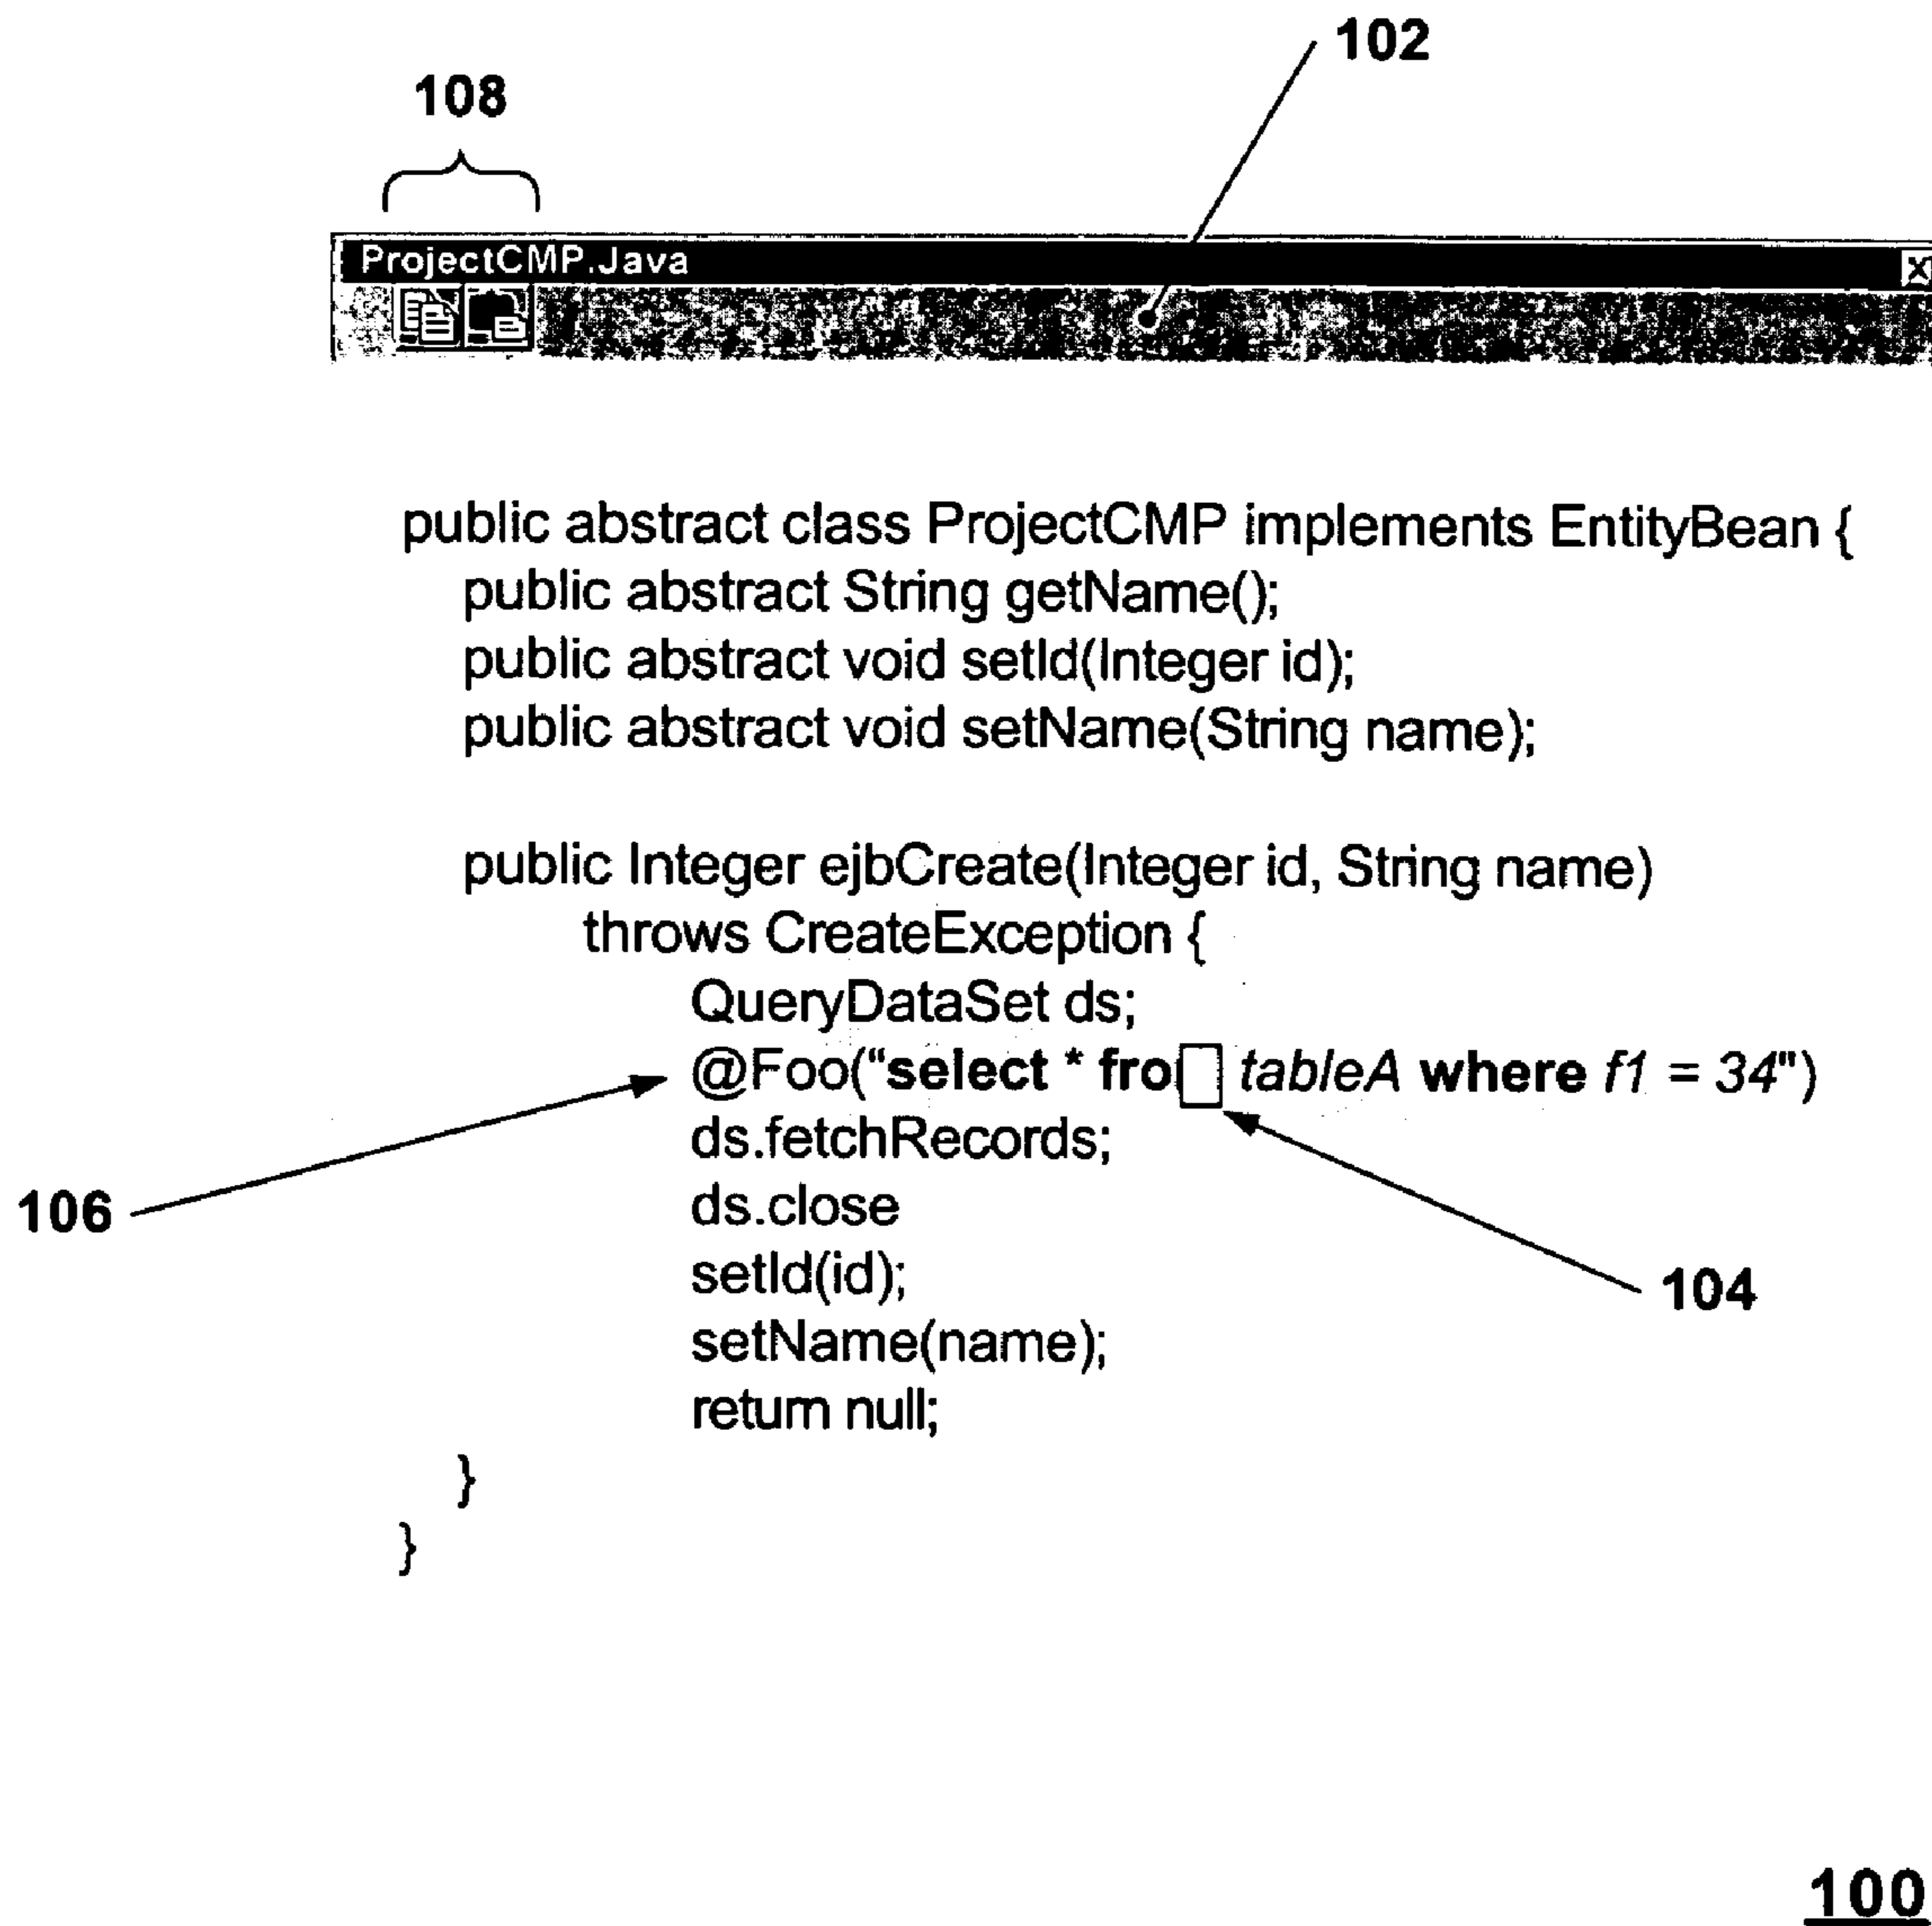 102
108
ProjectCMP.Java
X
public abstract class ProjectCMP implements EntityBean {
public abstract String getName();
public abstract void setId(Integer id);
public abstract void setName(String name);
public Integer ejbCreate(Integer id, String name)
throws CreateException {
QueryDataSet ds;
@Foo("select * fro tableA where f1 = 34")
ds.fetchRecords;
106
ds.close
setId(id);
104
setName(name);
return null;
}
}
100